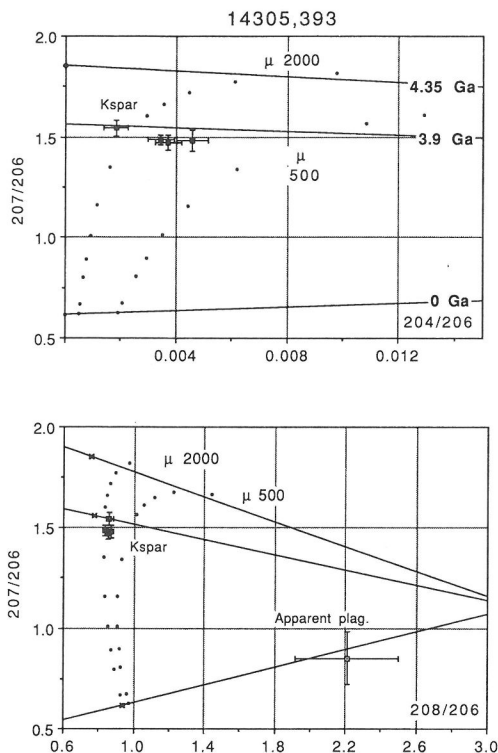 14305,393
2.0
μ 2000
4.35 Ga
Kspar
1.5
3.9 Ga
μ
500
207/206
1.0
0 Ga
204/206
0.5
0.004
0.008
0.012
2.0
μ 2000
μ 500
1.5
Kspar
207/206
Apparent plag.
1.0
208/206
0.5
0.6
1.0
1.4
1.8
2.2
2.6
3.0